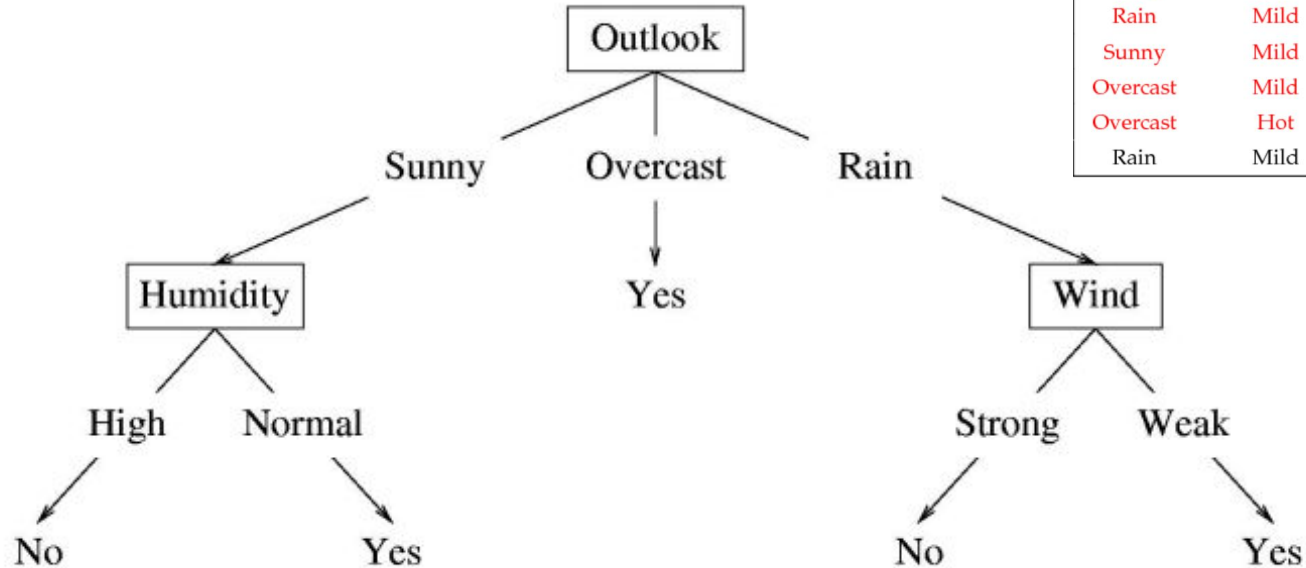 Outlook
Rain Mild
Sunny Mild
Overcast Mild
Overcast Hot
Rain Mild
Sunny Overcast Rain
Humidity Yes Wind
High Normal Strong Weak
No Yes No Yes